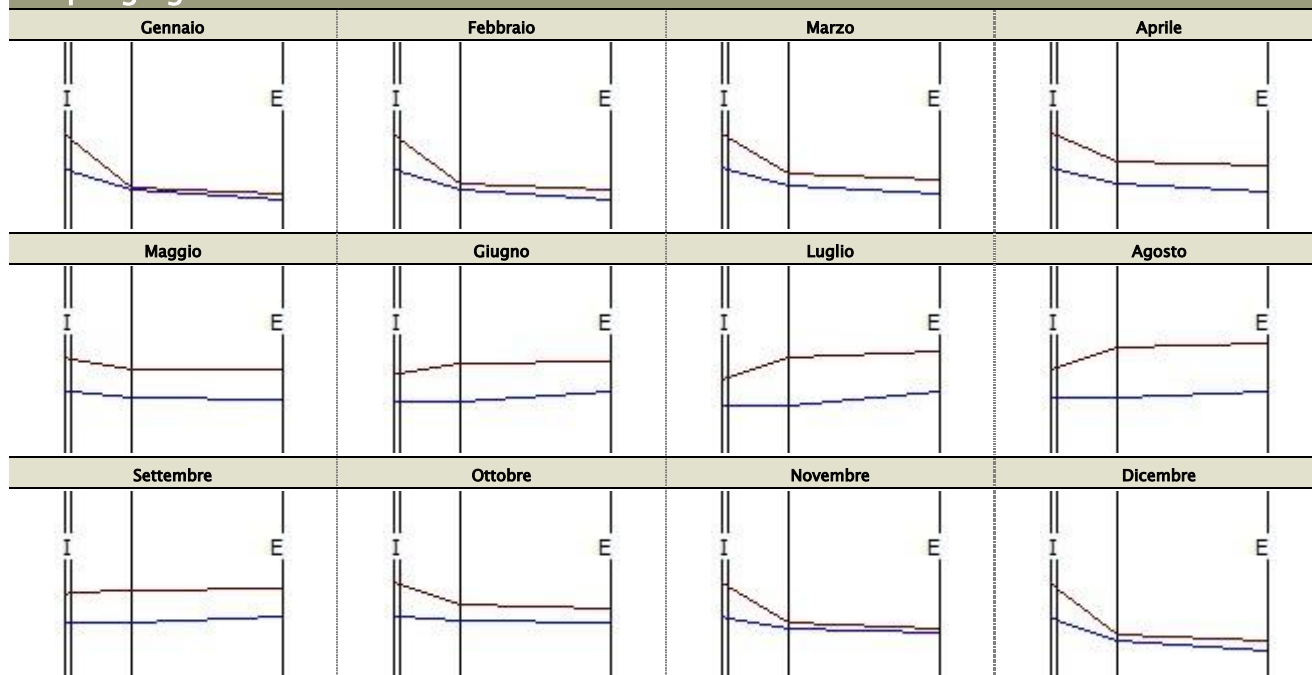 Gennaio Febbraio Marzo Aprile
I E I E I E I E
Maggio Giugno Luglio Agosto
I E I E I E I E
Settembre Ottobre Novembre Dicembre
I E I E I E I E